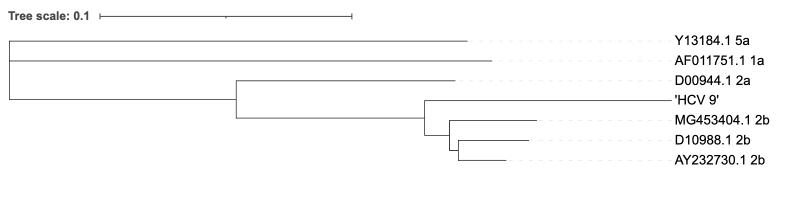 Tree scale: 0.1
Y13184.1 5a
AF011751.1 1a
D00944.1 2a
'HCV 9'
MG453404.1 2b
D10988.1 2b
AY232730.1 2b